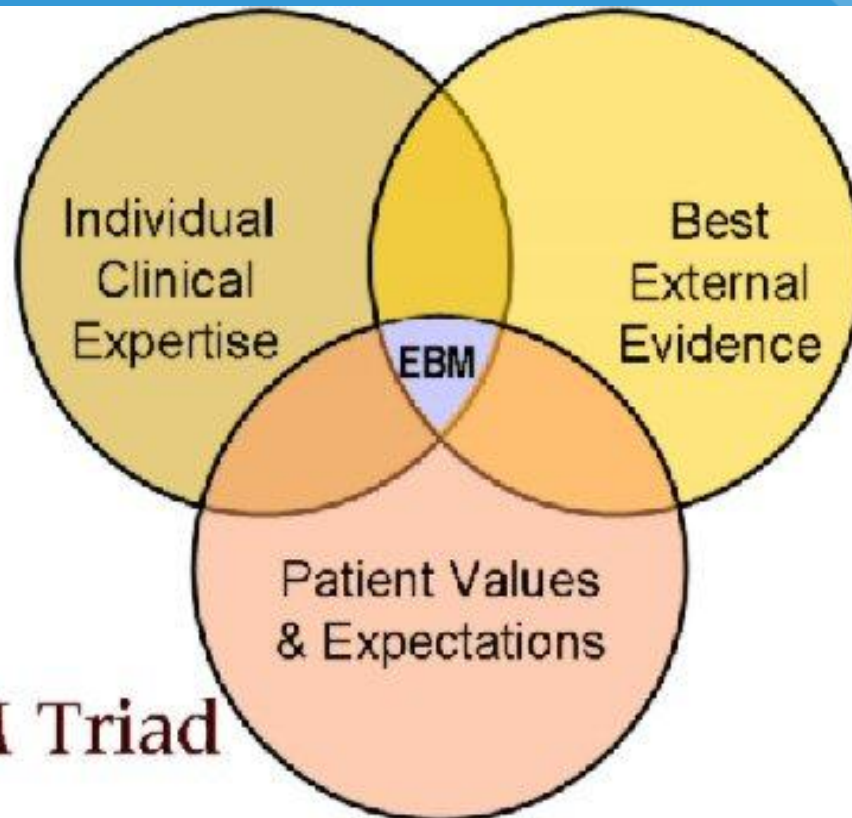 Individual
Clinical
Expertise
Best
External
Evidence
EBM
Patient Values
& Expectations
Triad